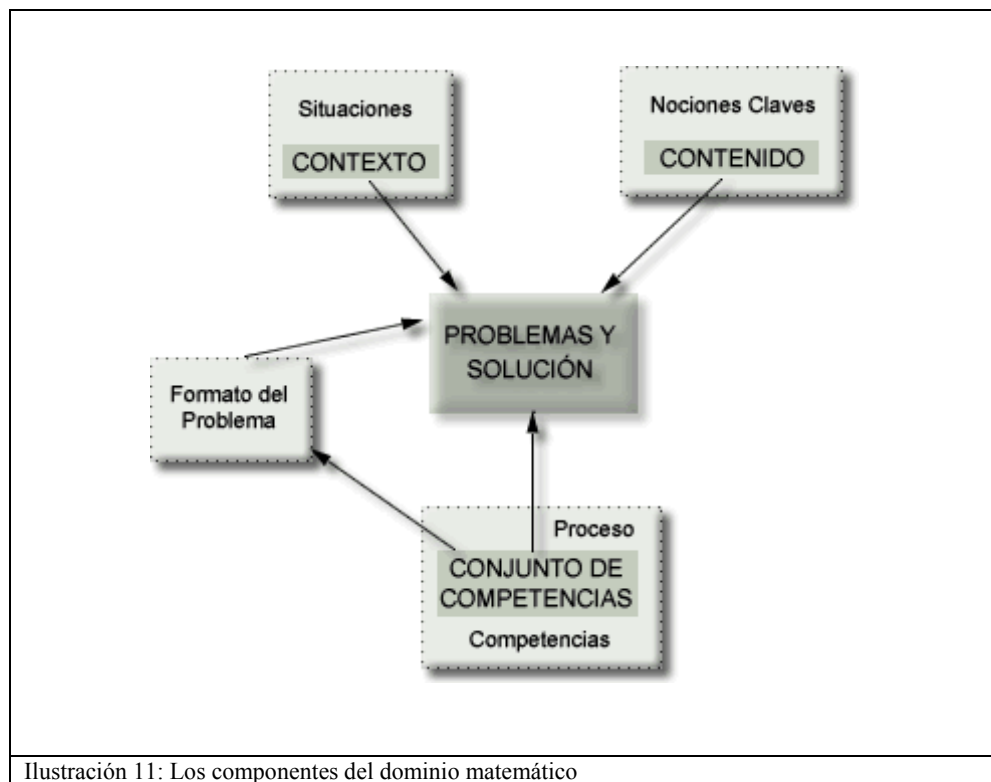 Situaciones
CONTEXTO
Nociones Claves
CONTENIDO
PROBLEMAS Y
SOLUCIÓN
Formato del
Problema
Proceso
CONJUNTO DE
COMPETENCIAS
Competencias
Ilustración 11: Los componentes del dominio matemático